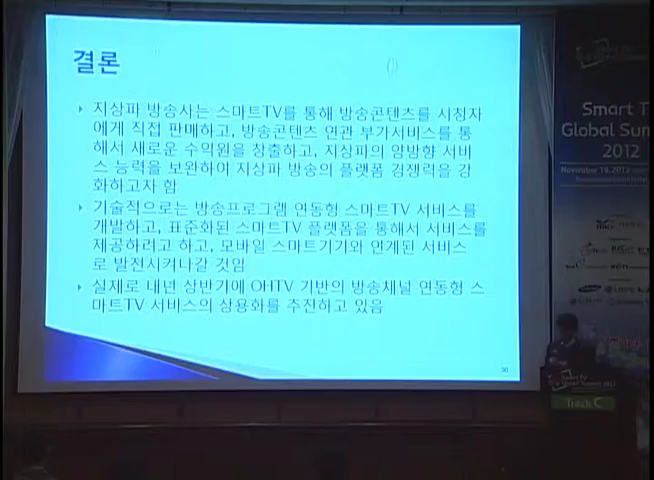 결론
지상파 방송사는 스마트TV를 통해 방송콘텐츠를 시청자
에게 직접 판매하고, 방송콘텐츠 연관 부가서비스를 통
해서 새로운 수익원을 창출하고, 지상파의 양방향 서비
스 능력을 보완하여 지상파 방송의 플랫폼 경쟁력을 강
화하고자 함
기술적으로는 방송프로그램 연동형 스마트TV 서비스를
개발하고, 표준화된 스마트TV 플랫폼을 통해서 서비스를
제공하려고 하고, 모바일 스마트기기와 연계된 서비스
로 발전시켜나갈 것임
실제로 내년 상반기에 OHTV 기반의 방송채널 연동형 스
마트TV 서비스의 상용화를 추진하고 있음
30
Smart T
Global Sum
2012
November 16, 2012
Track C